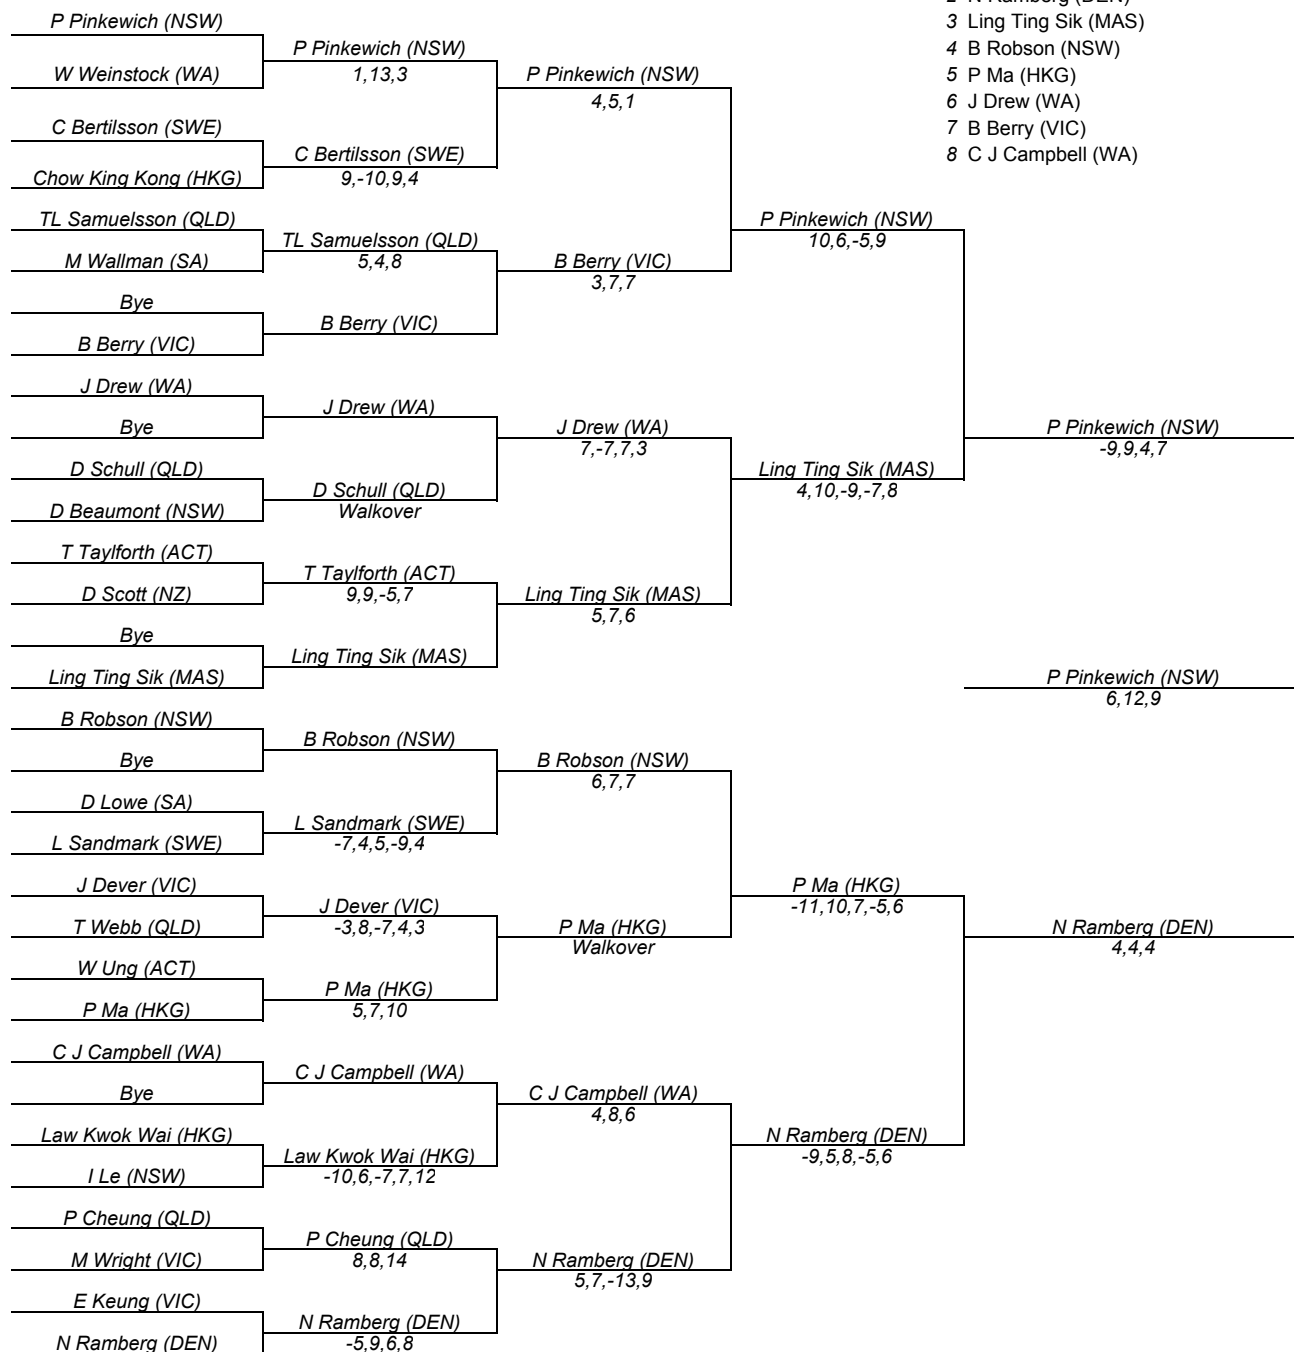 2 N Ramberg (DEN)
3 Ling Ting Sik (MAS)
4 B Robson (NSW)
5 P Ma (HKG)
6 J Drew (WA)
7 B Berry (VIC)
8 C J Campbell (WA)
P Pinkewich (NSW)
W Weinstock (WA)
C Bertilsson (SWE)
Chow King Kong (HKG)
TL Samuelsson (QLD)
M Wallman (SA)
Bye
B Berry (VIC)
J Drew (WA)
Bye
D Schull (QLD)
D Beaumont (NSW)
T Taylforth (ACT)
D Scott (NZ)
Bye
Ling Ting Sik (MAS)
B Robson (NSW)
Bye
D Lowe (SA)
L Sandmark (SWE)
J Dever (VIC)
T Webb (QLD)
W Ung (ACT)
P Ma (HKG)
C J Campbell (WA)
Bye
Law Kwok Wai (HKG)
I Le (NSW)
P Cheung (QLD)
M Wright (VIC)
E Keung (VIC)
N Ramberg (DEN)
P Pinkewich (NSW)
1,13,3
C Bertilsson (SWE)
9,-10,9,4
TL Samuelsson (QLD)
5,4,8
B Berry (VIC)
J Drew (WA)
D Schull (QLD)
Walkover
T Taylforth (ACT)
9,9,-5,7
Ling Ting Sik (MAS)
B Robson (NSW)
L Sandmark (SWE)
-7,4,5,-9,4
J Dever (VIC)
-3,8,-7,4,3
P Ma (HKG)
5,7,10
C J Campbell (WA)
Law Kwok Wai (HKG)
-10,6,-7,7,12
P Cheung (QLD)
8,8,14
N Ramberg (DEN)
-5,9,6,8
P Pinkewich (NSW)
4,5,1
B Berry (VIC)
3,7,7
J Drew (WA)
7,-7,7,3
Ling Ting Sik (MAS)
5,7,6
B Robson (NSW)
6,7,7
P Ma (HKG)
Walkover
C J Campbell (WA)
4,8,6
N Ramberg (DEN)
5,7,-13,9
P Pinkewich (NSW)
10,6,-5,9
Ling Ting Sik (MAS)
4,10,-9,-7,8
P Ma (HKG)
-11,10,7,-5,6
N Ramberg (DEN)
-9,5,8,-5,6
P Pinkewich (NSW)
-9,9,4,7
P Pinkewich (NSW)
6,12,9
N Ramberg (DEN)
4,4,4